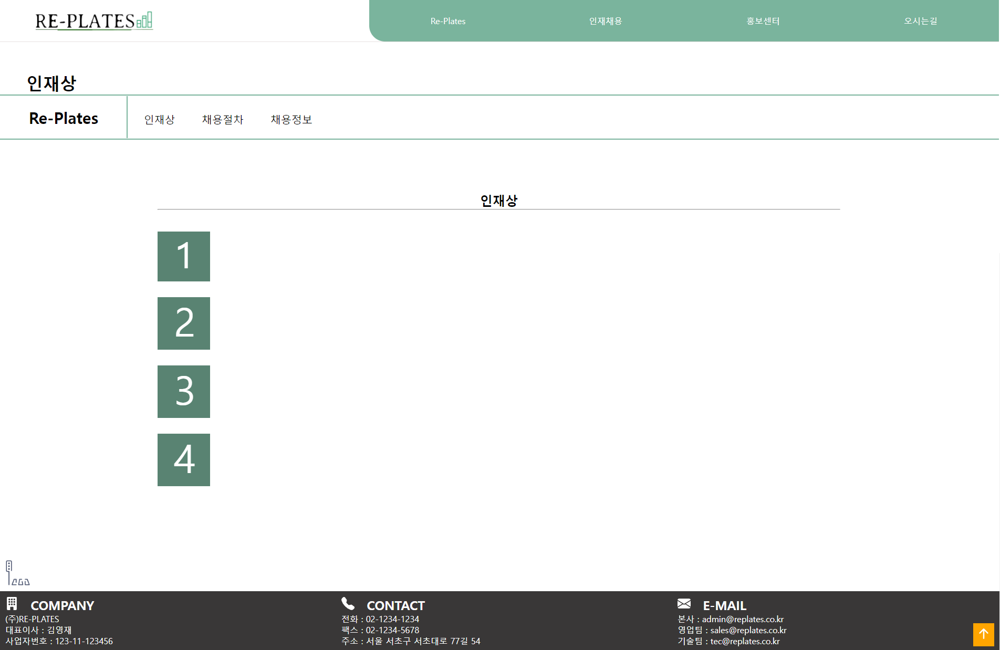 RE-PLATES
Re-Plates 인재채용 홍보센터 오시는길
인재상
Re-Plates 인재상 채용절차 채용정보
인재상
1
2
3
4
COMPANY
(주)RE-PLATES
대표이사 : 김영재
사업자번호 : 123-11-123456
CONTACT
전화 : 02-1234-1234
팩스 : 02-1234-5678
주소 : 서울 서초구 서초대로 77길 54
E-MAIL
본사 : admin@replates.co.kr
영업팀 : sales@replates.co.kr
기술팀 : tec@replates.co.kr